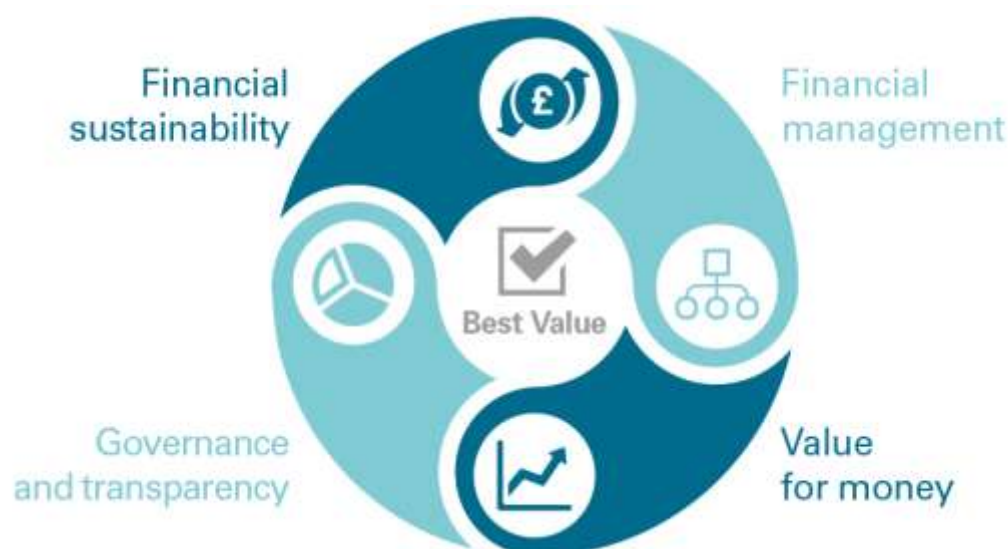 Financial
sustainability
Financial
management
£
Best Value
Governance
and transparency
Value
for money